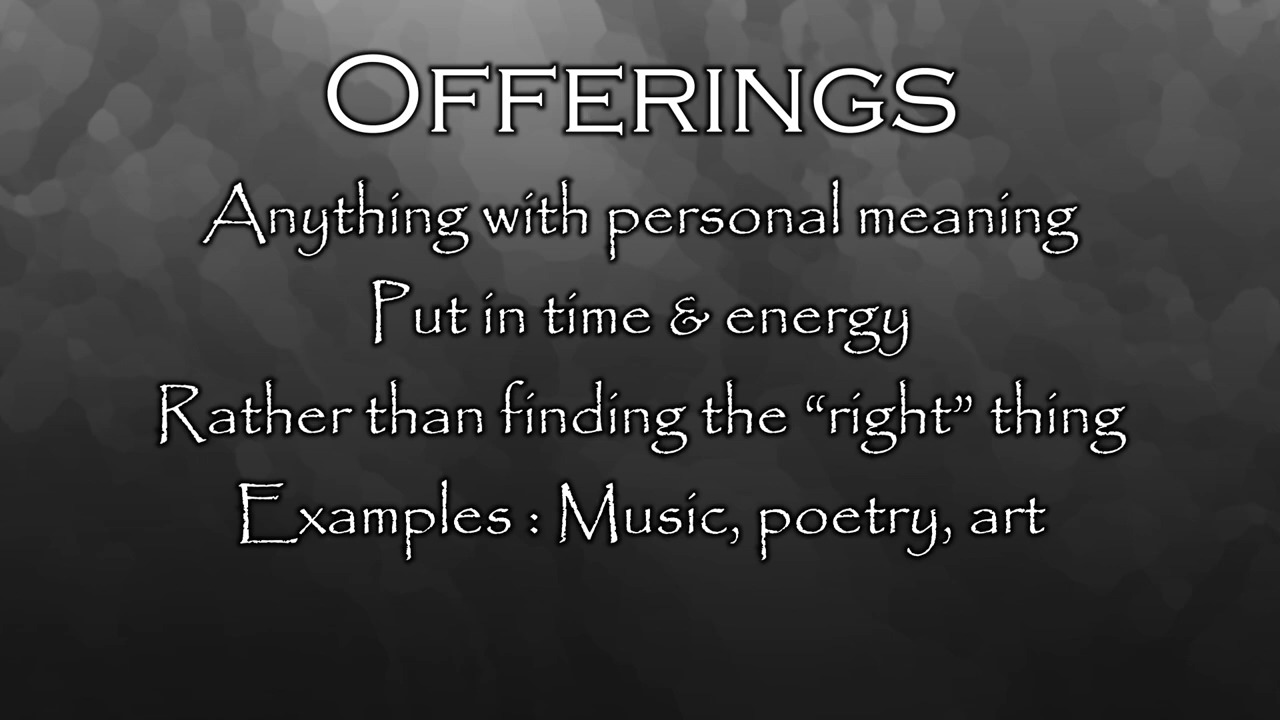 Offerings
Anything with personal meaning
Put in time & energy
Rather than finding the “right” thing
Examples : Music, poetry, art